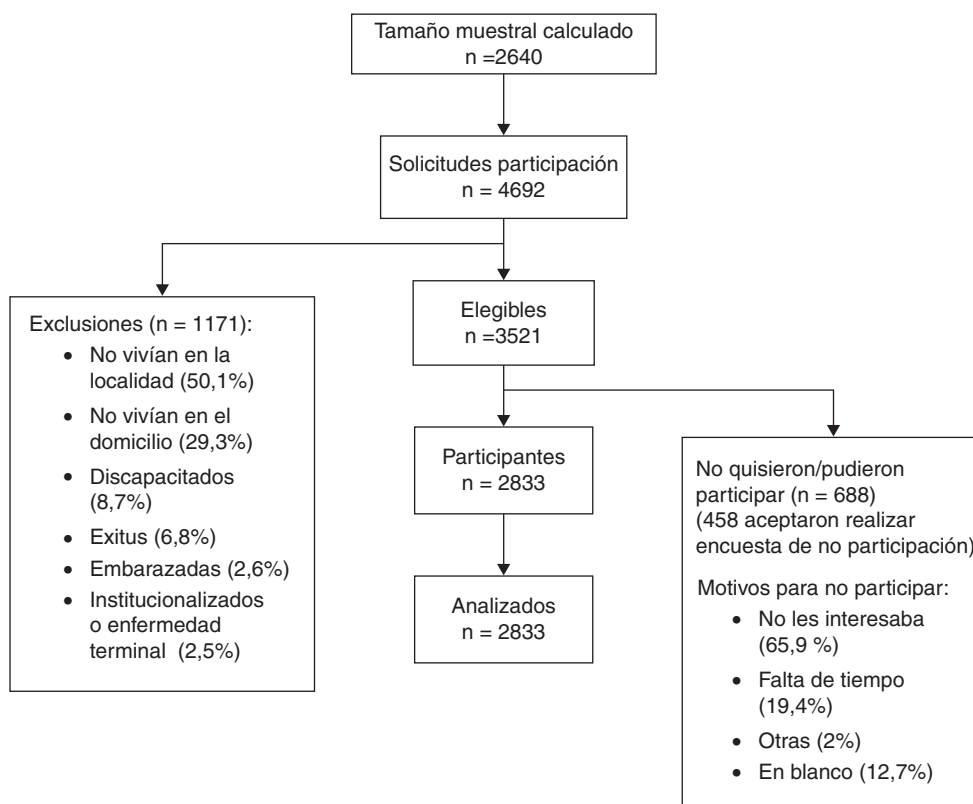 Tamaño muestral calculado
n =2640
Solicitudes participación
n = 4692
Exclusiones (n = 1171):
• No vivían en la
localidad (50,1%)
• No vivían en el
domicilio (29,3%)
• Discapacitados
(8,7%)
• Exitus (6,8%)
• Embarazadas (2,6%)
• Institucionalizados
o enfermedad
terminal (2,5%)
Elegibles
n =3521
Participantes
n = 2833
Analizados
n = 2833
No quisieron/pudieron
participar (n = 688)
(458 aceptaron realizar
encuesta de no participación)
Motivos para no participar:
• No les interesaba
(65,9 %)
• Falta de tiempo
(19,4%)
• Otras (2%)
• En blanco (12,7%)